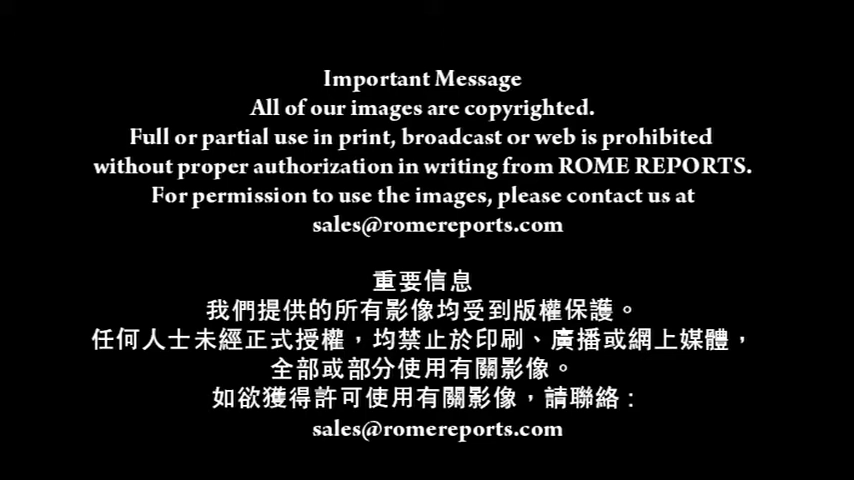 Important Message
All of our images are copyrighted.
Full or partial use in print, broadcast or web is prohibited
without proper authorization in writing from ROME REPORTS.
For permission to use the images, please contact us at
sales@romereports.com
重要信息
我們提供的所有影像均受到版權保護。
任何人士未經正式授權，均禁止於印刷、廣播或網上媒體，
全部或部分使用有關影像。
如欲獲得許可使用有關影像，請聯絡：
sales@romereports.com